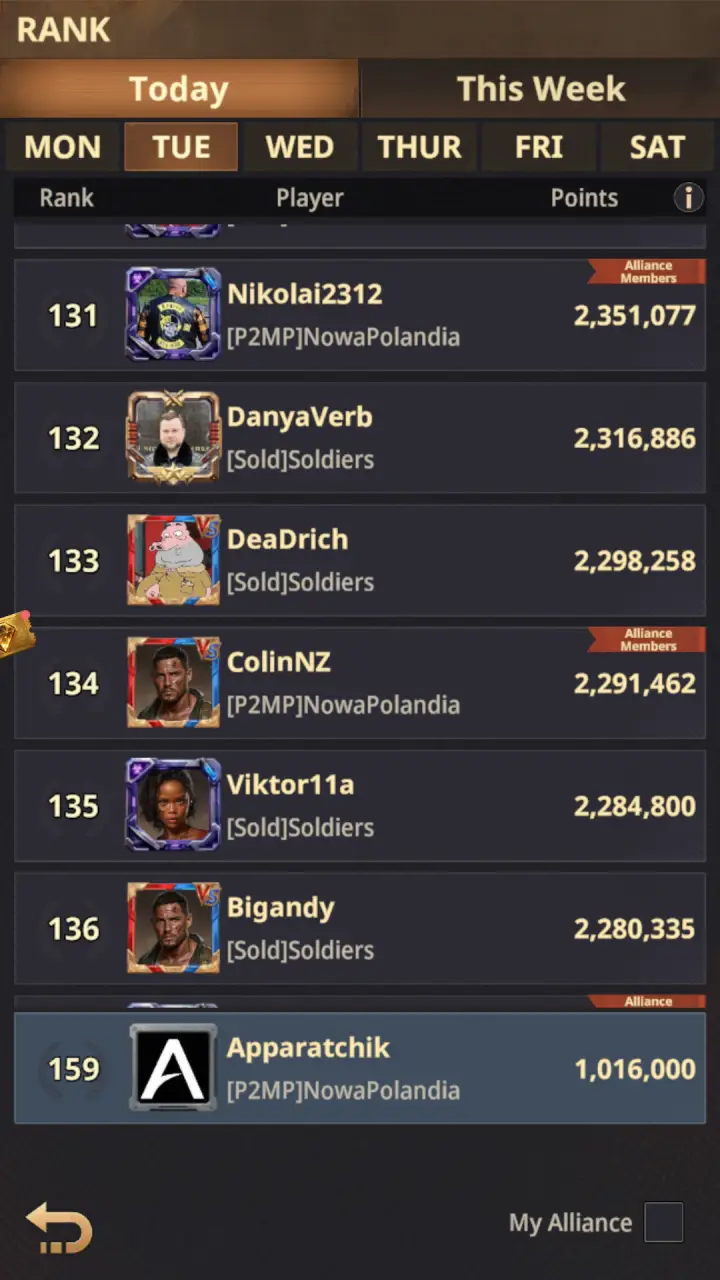 RANK
Today
This Week
MON
TUE
WED
THUR
FRI
SAT
Rank
Player
Points
Alliance
Members
131
Nikolai2312
[P2MP]NowaPolandia
2,351,077
132
DanyaVerb
[Sold]Soldiers
2,316,886
133
DeaDrich
[Sold]Soldiers
2,298,258
VS
Alliance
Members
134
ColinNZ
[P2MP]NowaPolandia
2,291,462
VS
135
Viktor11a
[Sold]Soldiers
2,284,800
136
Bigandy
[Sold]Soldiers
2,280,335
VS
Alliance
159
Apparatchik
[P2MP]NowaPolandia
1,016,000
My Alliance